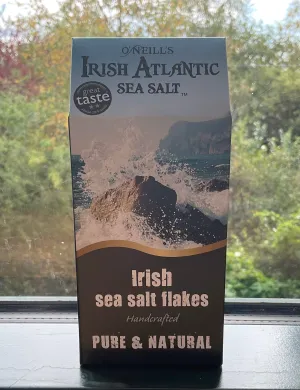 O'NEILL'S
IRISH ATLANTIC
SEA SALT™
great
taste
Irish
sea salt flakes
Handcrafted
PURE & NATURAL